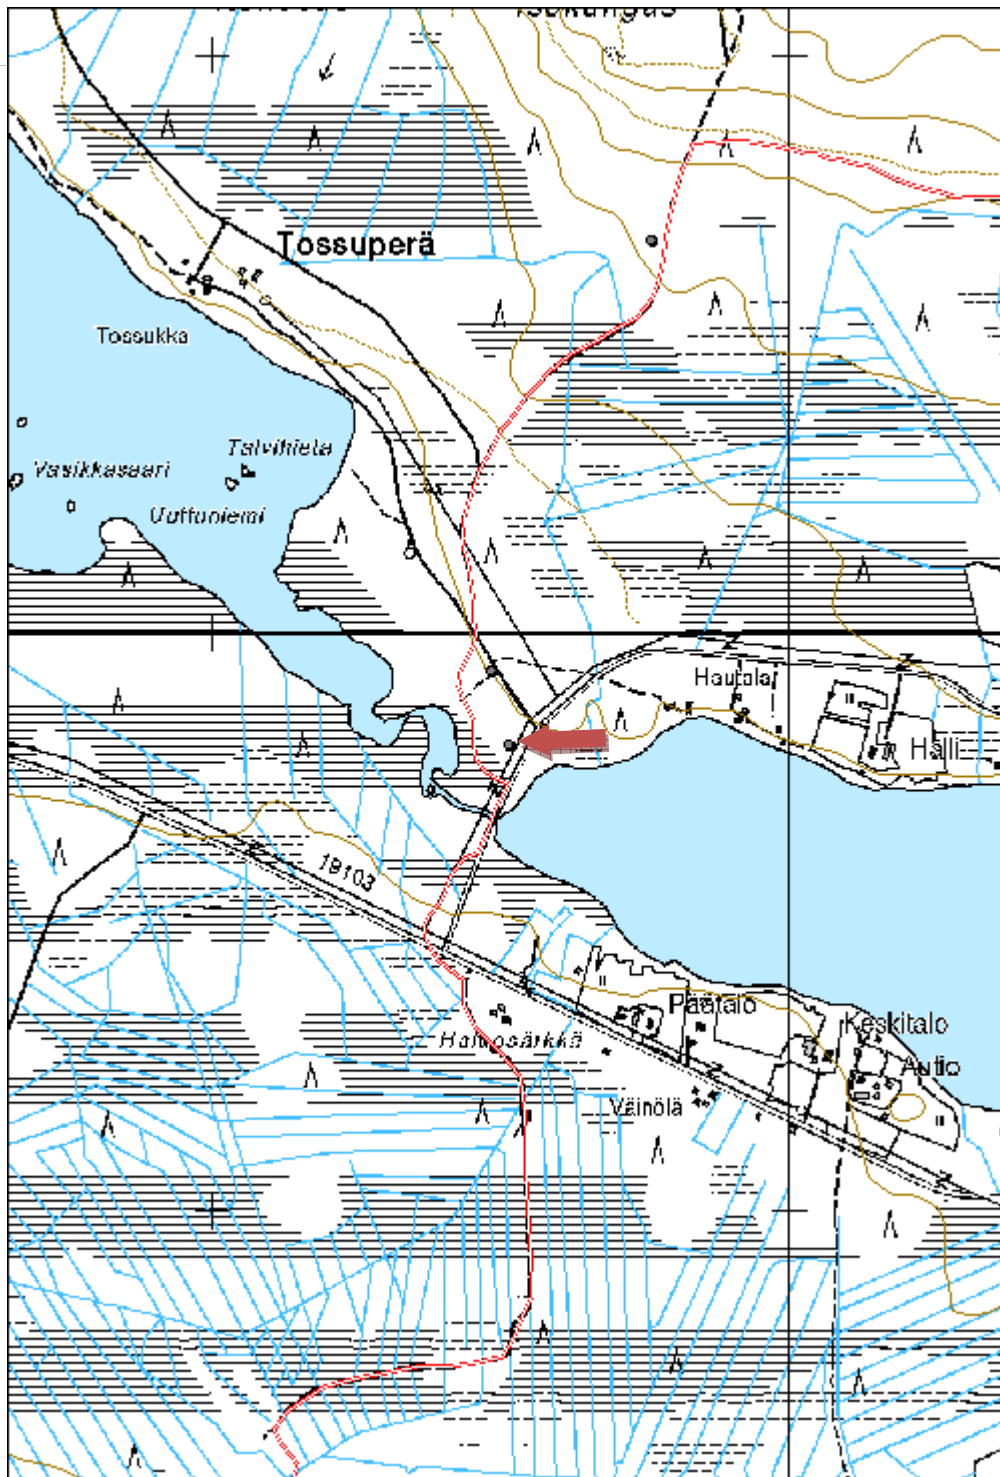 Tossuperä
Tossukka
Talvihieta
Vasikkasaari
Uuttuniemi
Hautala
Halli
19103
Päätalo
Keskitalo
Autio
Väinölä